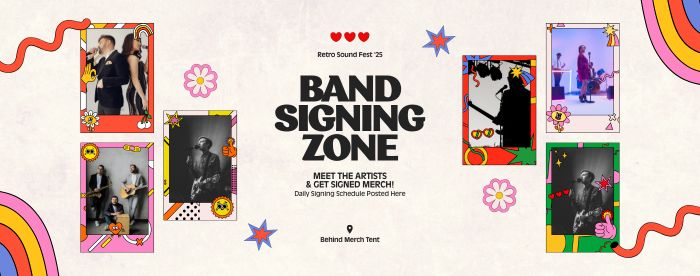 Retro Sound Fest '25
BAND
SIGNING
ZONE
MEET THE ARTISTS
& GET SIGNED MERCH!
Daily Signing Schedule Posted Here
Behind Merch Tent